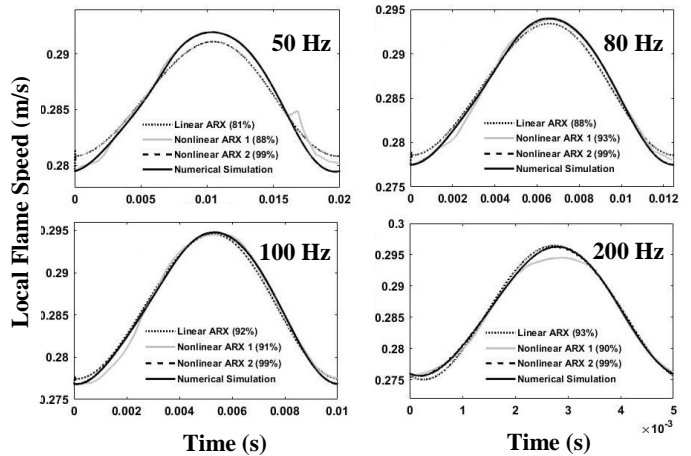 50 Hz
0.29
0.285
0.28
0
0.005
0.01
0.015
0.02
Linear ARX (81%)
Nonlinear ARX 1 (88%)
Nonlinear ARX 2 (99%)
Numerical Simulation
80 Hz
0.295
0.29
0.285
0.28
0.275
0
0.002
0.004
0.006
0.008
0.01
0.012
Linear ARX (88%)
Nonlinear ARX 1 (93%)
Nonlinear ARX 2 (99%)
Numerical Simulation
Local Flame Speed (m/s)
100 Hz
0.295
0.29
0.285
0.28
0.275
0
0.002
0.004
0.006
0.008
0.01
Linear ARX (92%)
Nonlinear ARX 1 (91%)
Nonlinear ARX 2 (99%)
Numerical Simulation
200 Hz
0.3
0.295
0.29
0.285
0.28
0.275
0
1
2
3
4
5
×10⁻³
Linear ARX (93%)
Nonlinear ARX 1 (90%)
Nonlinear ARX 2 (99%)
Numerical Simulation
Time (s)
Time (s)